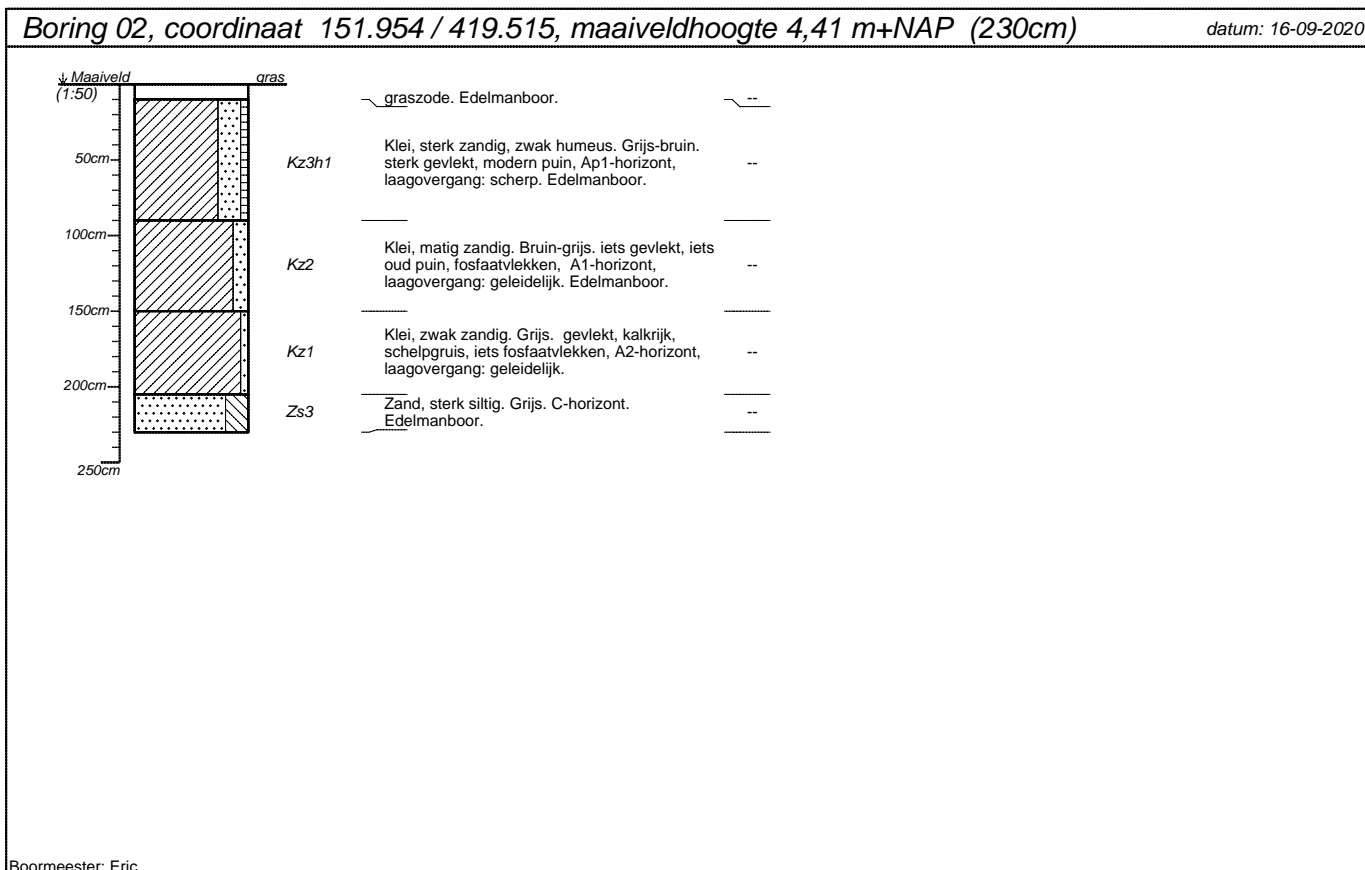 Boring 02, coordinaat 151.954 / 419.515, maaiveldhoogte 4,41 m+NAP (230cm)
datum: 16-09-2020
Maaiveld
gras
(1:50)
graszode. Edelmanboor.
--
50cm
Kz3h1
Klei, sterk zandig, zwak humeus. Grijs-bruin.
sterk gevlekt, modern puin, Ap1-horizont,
laagovergang: scherp. Edelmanboor.
--
100cm
Kz2
Klei, matig zandig. Bruin-grijs. iets gevlekt, iets
oud puin, fosfaatvlekken, A1-horizont,
laagovergang: geleidelijk. Edelmanboor.
--
150cm
Kz1
Klei, zwak zandig. Grijs. gevlekt, kalkrijk,
schelpgruis, iets fosfaatvlekken, A2-horizont,
laagovergang: geleidelijk.
--
200cm
Zs3
Zand, sterk siltig. Grijs. C-horizont.
Edelmanboor.
--
250cm
Boormeester: Eric